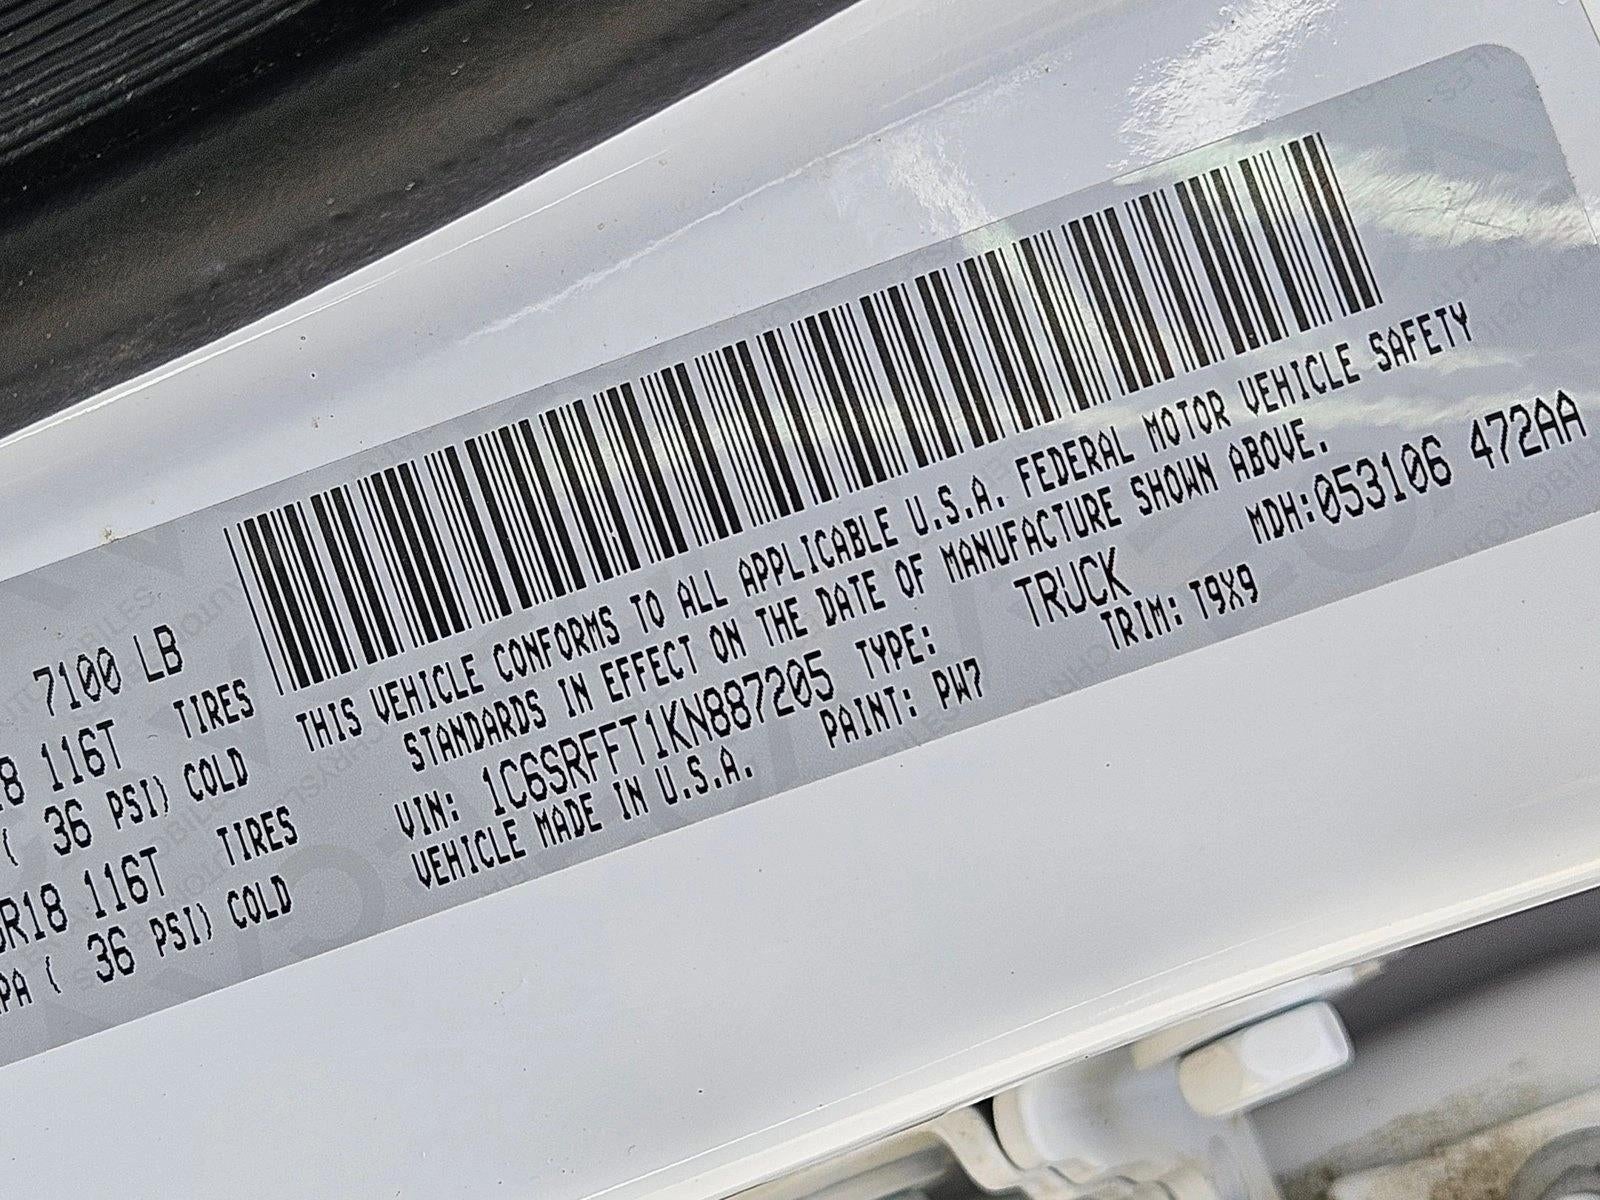 7100 LB
116T TIRES
( 36 PSI) COLD
R18 116T TIRES
PA ( 36 PSI) COLD
THIS VEHICLE CONFORMS TO ALL APPLICABLE U.S.A. FEDERAL MOTOR VEHICLE SAFETY
STANDARDS IN EFFECT ON THE DATE OF MANUFACTURE SHOWN ABOVE.
VIN: 1C6SRFFT1KN887205 TYPE: TRUCK MDH:053106 472AA
VEHICLE MADE IN U.S.A. PAINT: PW7 TRIM: T9X9